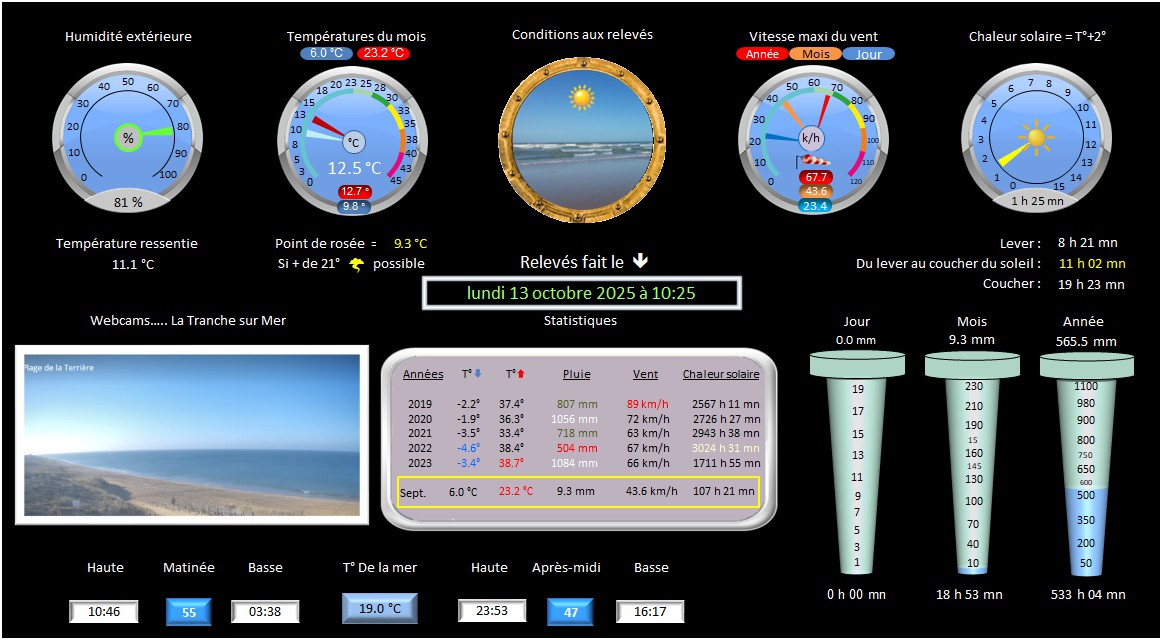 Humidité extérieure
Températures du mois
6.0 °C 23.2 °C
Conditions aux relevés
Vitesse maxi du vent
Année Mois Jour
Chaleur solaire = T°+2°
0 10 20 30 40 50 60 70 80 90 100
%
81 %
0 3 5 8 10 13 15 18 20 23 25 28 30 33 35 38 40 43 45
°C
12.5 °C
12.7 °
9.8 °
0 10 20 30 40 50 60 70 80 90 100 110 120
k/h
67.7
43.6
23.4
0 1 2 3 4 5 6 7 8 9 10 11 12 13 14 15
1 h 25 mn
Température ressentie
11.1 °C
Point de rosée = 9.3 °C
Si + de 21° possible
Relevés fait le
lundi 13 octobre 2025 à 10:25
Lever : 8 h 21 mn
Du lever au coucher du soleil : 11 h 02 mn
Coucher : 19 h 23 mn
Webcams..... La Tranche sur Mer
Plage de la Terrière
Statistiques
Années T° T° Pluie Vent Chaleur solaire
2019 -2.2° 37.4° 807 mm 89 km/h 2567 h 11 mn
2020 -1.9° 36.3° 1056 mm 72 km/h 2726 h 27 mn
2021 -3.5° 33.4° 718 mm 63 km/h 2943 h 38 mn
2022 -4.6° 38.4° 504 mm 67 km/h 3024 h 31 mn
2023 -3.4° 38.7° 1084 mm 66 km/h 1711 h 55 mn
Sept. 6.0 °C 23.2 °C 9.3 mm 43.6 km/h 107 h 21 mn
Jour
0.0 mm
19
17
15
13
11
9
7
5
3
1
0 h 00 mn
Mois
9.3 mm
230
210
190
15
160
145
130
100
70
40
10
18 h 53 mn
Année
565.5 mm
1100
980
900
800
750
650
600
500
350
200
50
533 h 04 mn
Haute Matinée Basse
10:46 55 03:38
T° De la mer
19.0 °C
Haute Après-midi Basse
23:53 47 16:17